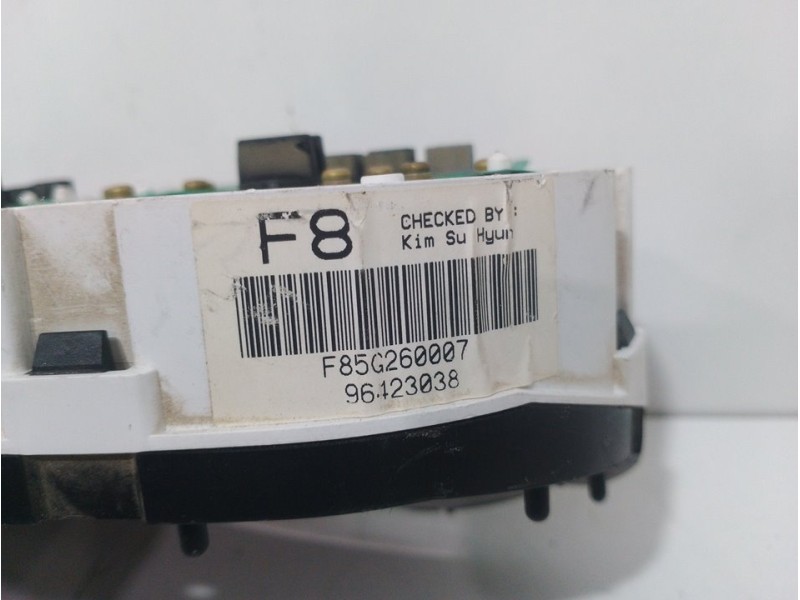 F8
CHECKED BY :
Kim Su Hyun
F85G260007
96423038